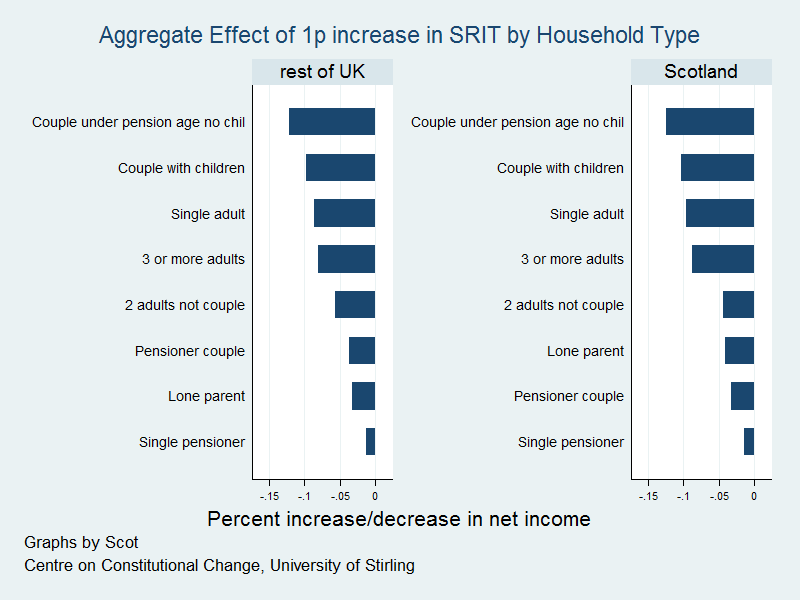 Aggregate Effect of 1p increase in SRIT by Household Type
rest of UK
Couple under pension age no chil
Couple with children
Single adult
3 or more adults
2 adults not couple
Pensioner couple
Lone parent
Single pensioner
-.15 -.1 -.05 0
Scotland
Couple under pension age no chil
Couple with children
Single adult
3 or more adults
2 adults not couple
Lone parent
Pensioner couple
Single pensioner
-.15 -.1 -.05 0
Percent increase/decrease in net income
Graphs by Scot
Centre on Constitutional Change, University of Stirling